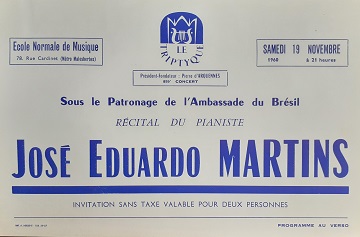 LE
TRIPTYQUE
Ecole Normale de Musique
78, Rue Cardinet (Métro Malesherbes)
Président-Fondateur : Pierre d'ARQUENNES
CONCERT
SAMEDI 19 NOVEMBRE
1960 à 21 heures
Sous le Patronage de l'Ambassade du Brésil
RÉCITAL DU PIANISTE
JOSÉ EDUARDO MARTINS
INVITATION SANS TAXE VALABLE POUR DEUX PERSONNES
PROGRAMME AU VERSO